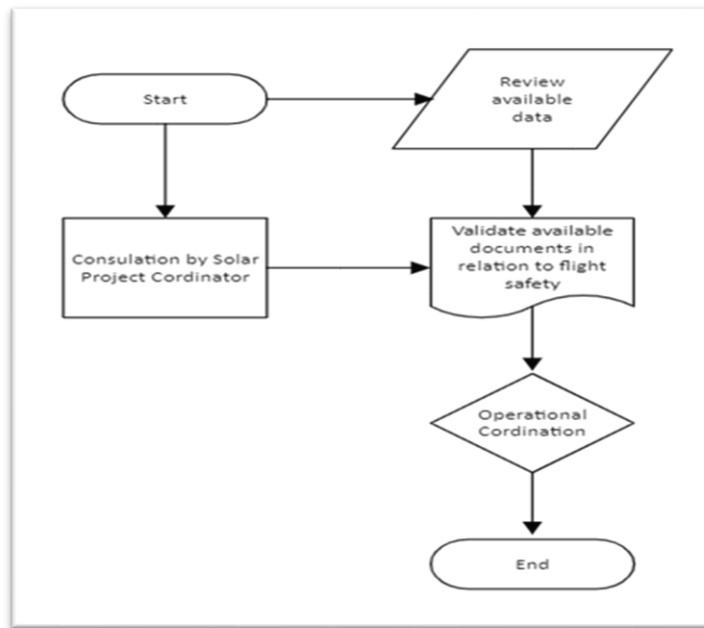 Start
Review
available
data
Consulation by Solar
Project Cordinator
Validate available
documents in
relation to flight
safety
Operational
Cordination
End